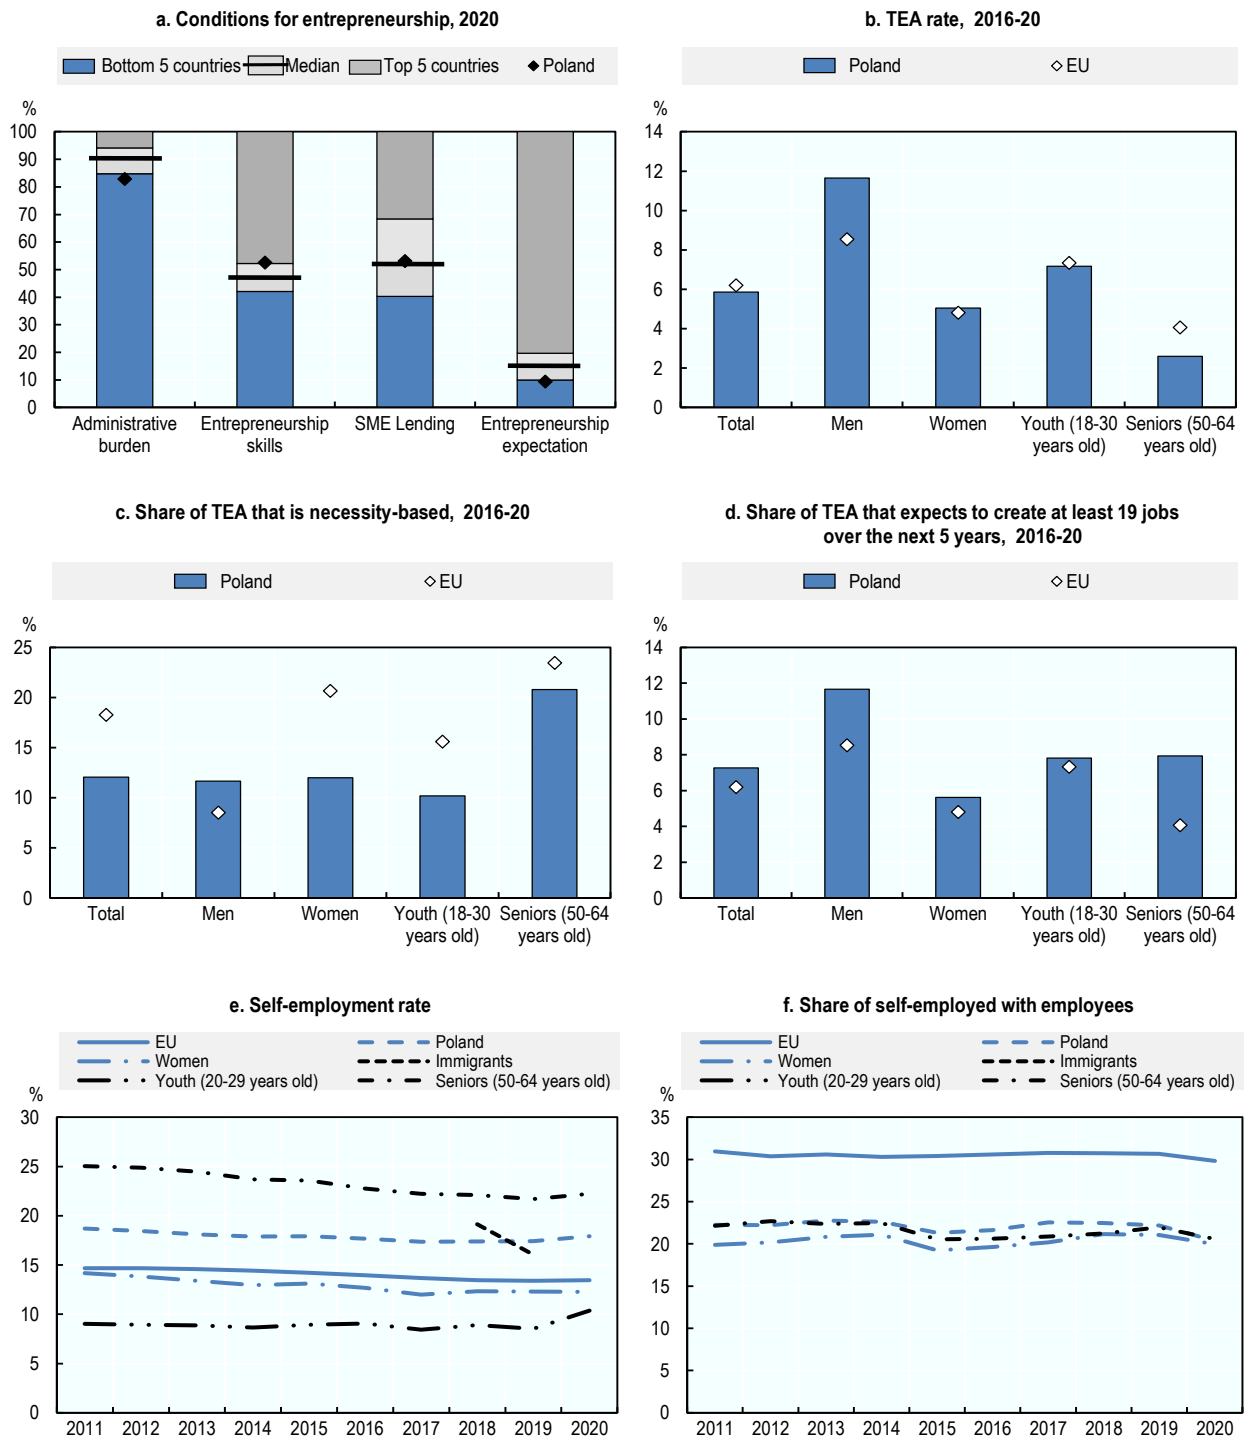 a. Conditions for entrepreneurship, 2020
Bottom 5 countries
Median
Top 5 countries
Poland
%
100
90
80
70
60
50
40
30
20
10
0
Administrative
burden
Entrepreneurship
skills
SME Lending
Entrepreneurship
expectation
b. TEA rate, 2016-20
Poland
EU
%
14
12
10
8
6
4
2
0
Total
Men
Women
Youth (18-30
years old)
Seniors (50-64
years old)
c. Share of TEA that is necessity-based, 2016-20
Poland
EU
%
25
20
15
10
5
0
Total
Men
Women
Youth (18-30
years old)
Seniors (50-64
years old)
d. Share of TEA that expects to create at least 19 jobs
over the next 5 years, 2016-20
Poland
EU
%
14
12
10
8
6
4
2
0
Total
Men
Women
Youth (18-30
years old)
Seniors (50-64
years old)
e. Self-employment rate
EU
Poland
Women
Immigrants
Youth (20-29 years old)
Seniors (50-64 years old)
%
30
25
20
15
10
5
0
2011 2012 2013 2014 2015 2016 2017 2018 2019 2020
f. Share of self-employed with employees
EU
Poland
Women
Immigrants
Youth (20-29 years old)
Seniors (50-64 years old)
%
35
30
25
20
15
10
5
0
2011 2012 2013 2014 2015 2016 2017 2018 2019 2020